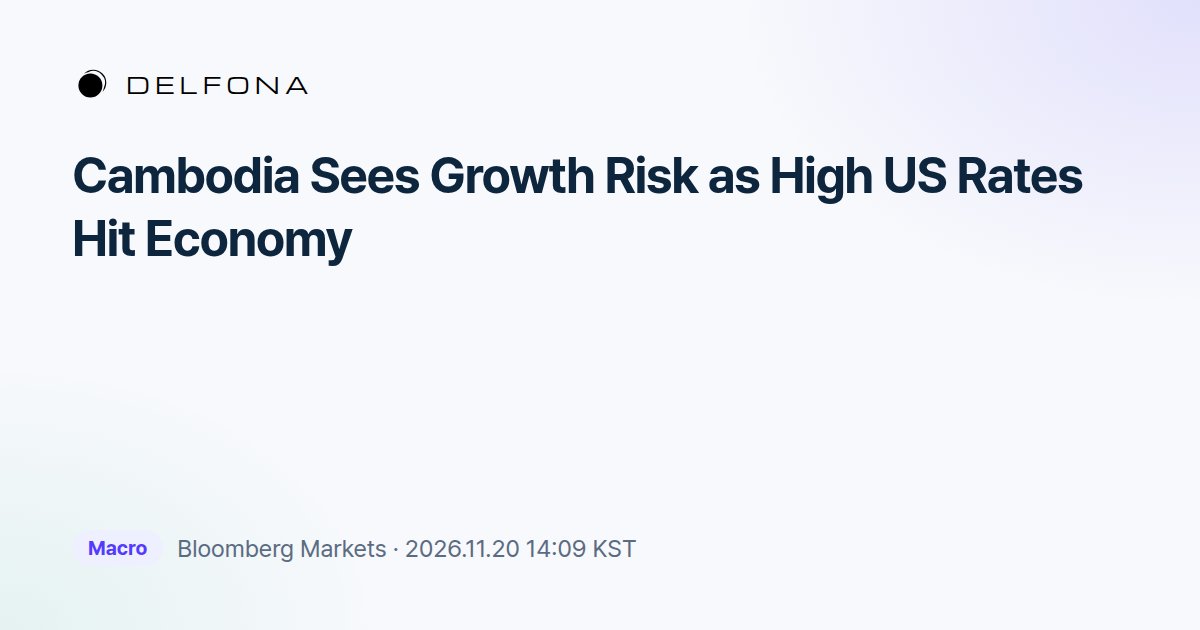 DELFONA
Cambodia Sees Growth Risk as High US Rates
Hit Economy
Macro Bloomberg Markets · 2026.11.20 14:09 KST